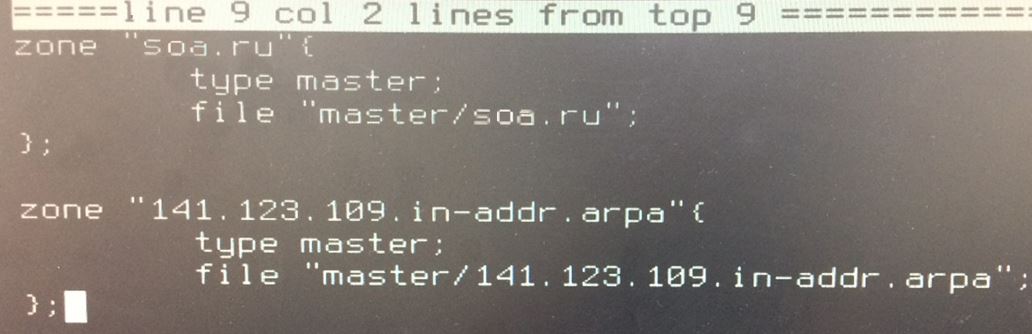 =====line 9 col 2 lines from top 9 ============
zone "soa.ru"{
type master;
file "master/soa.ru";
};
zone "141.123.109.in-addr.arpa"{
type master;
file "master/141.123.109.in-addr.arpa";
};